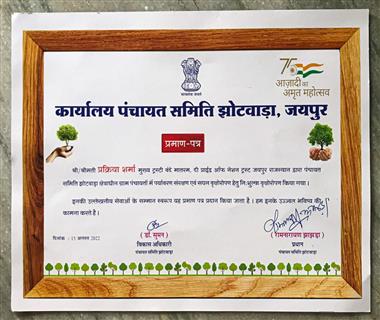 75
आज़ादी का
अमृत महोत्सव
कार्यालय पंचायत समिति झोटवाड़ा, जयपुर
प्रमाण-पत्र
श्री/श्रीमती प्रक्रिया शर्मा मुख्य ट्रस्टी वंदे मातरम, दी प्राईड ऑफ नेशन ट्रस्ट जयपुर राजस्थान द्वारा पंचायत
समिति झोटवाड़ा क्षेत्राधीन ग्राम पंचायतों में पर्यावरण संरक्षण एवं सघन वृक्षारोपण हेतु निःशुल्क वृक्षारोपण किया गया।
इनकी उल्लेखनीय सेवाओं के सम्मान स्वरूप यह प्रमाण पत्र प्रदान किया जाता है। हम इनके उज्ज्वल भविष्य की
कामना करते है।
दिनांक : 15 अगस्त 2022
( डॉ. सुमन )
विकास अधिकारी
पंचायत समिति झोटवाड़ा
( रामनारायण झाझड़ा )
प्रधान
पंचायत समिति झोटवाड़ा